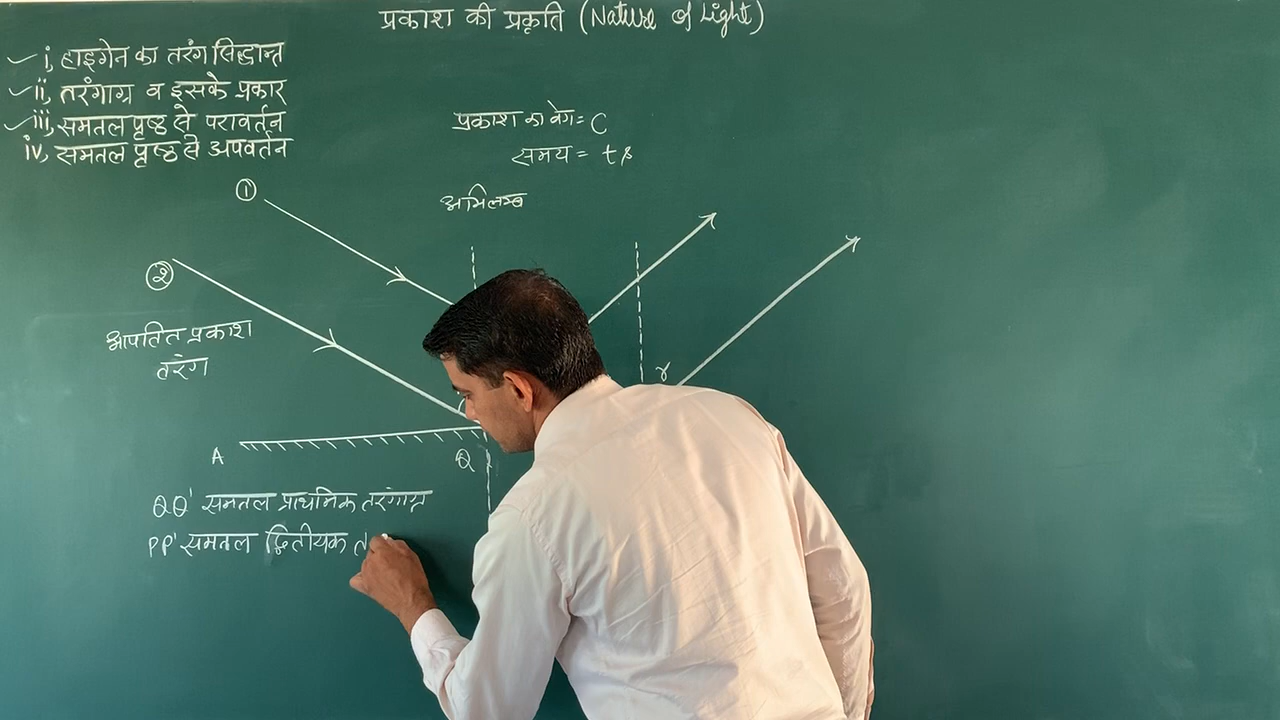 प्रकाश की प्रकृति (Nature of Light)
i, हाइगेन का तरंग सिद्धान्त
ii, तरंगाग्र व इसके प्रकार
iii, समतल पृष्ठ से परावर्तन
iv, समतल पृष्ठ से अपवर्तन
प्रकाश का वेग = C
समय = t s
①
अभिलम्ब
②
आपतित प्रकाश
तरंग
r
A
Q
QQ' समतल प्राथमिक तरंगाग्र
PP' समतल द्वितीयक त